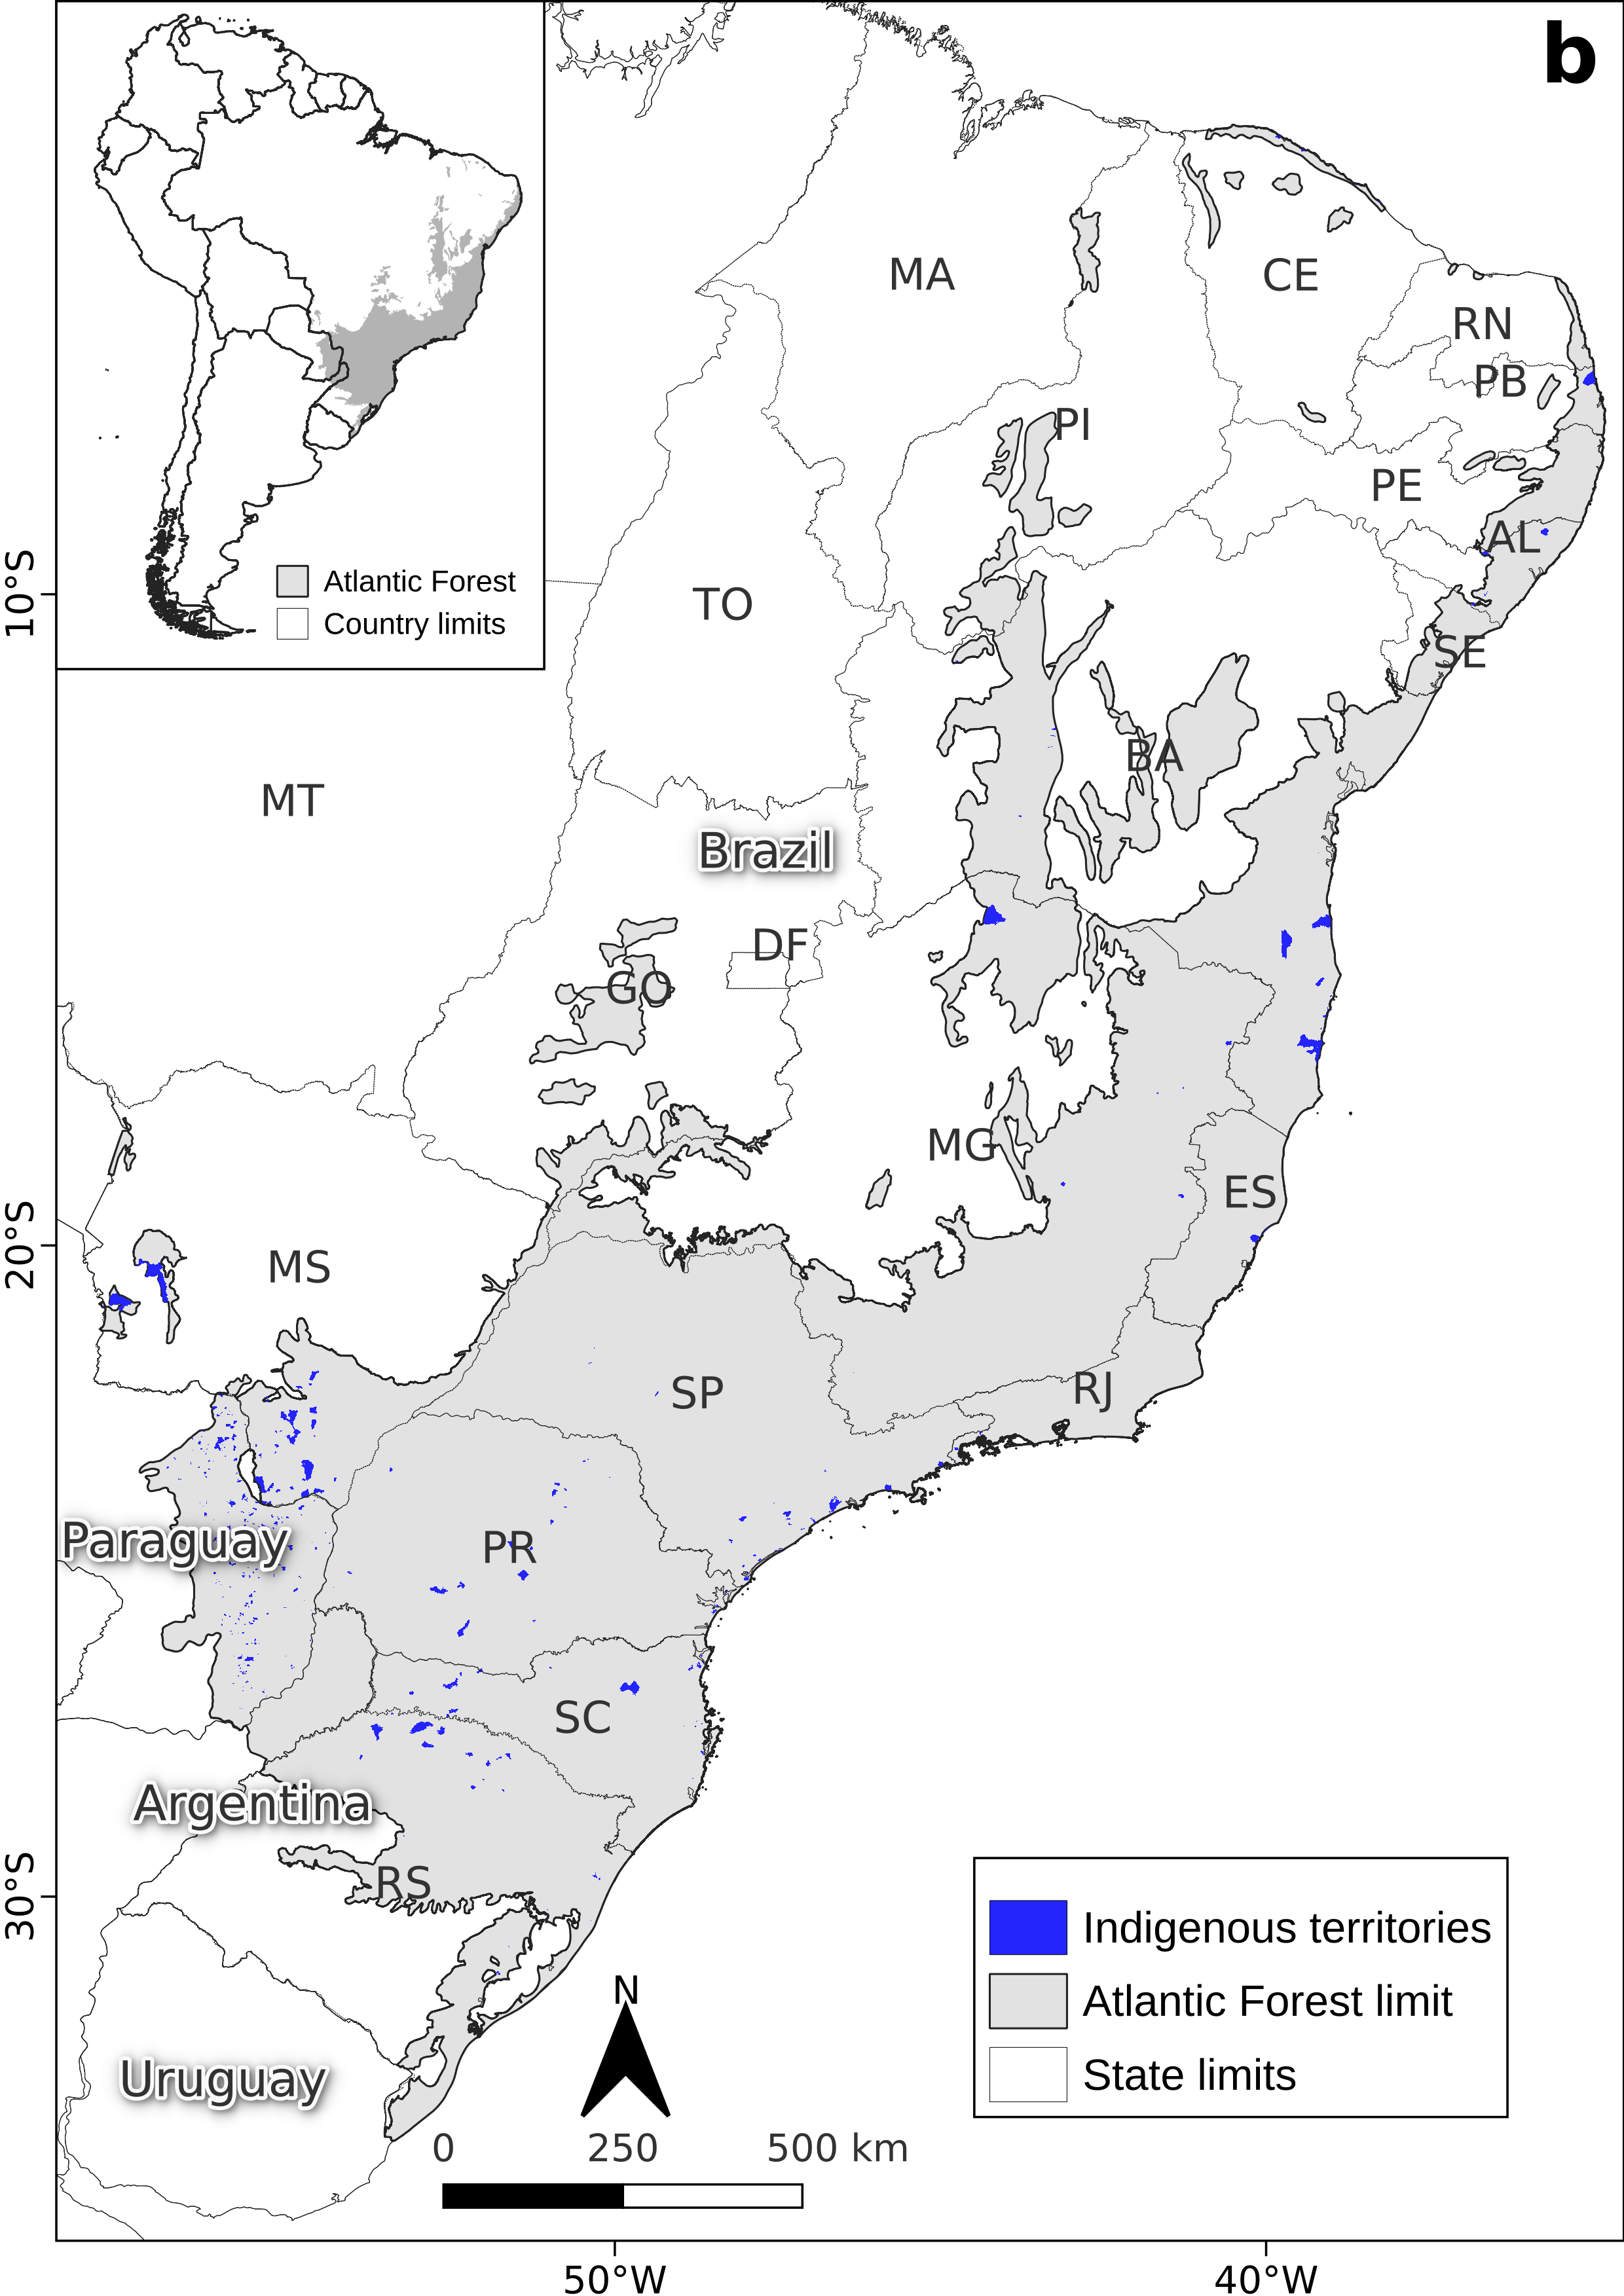 b
Atlantic Forest
Country limits
MA
CE
RN
PB
PI
PE
AL
10°S
TO
SE
BA
MT
Brazil
DF
GO
MG
ES
20°S
MS
RJ
SP
Paraguay
PR
SC
Argentina
RS
30°S
Indigenous territories
Atlantic Forest limit
State limits
N
Uruguay
0 250 500 km
50°W 40°W